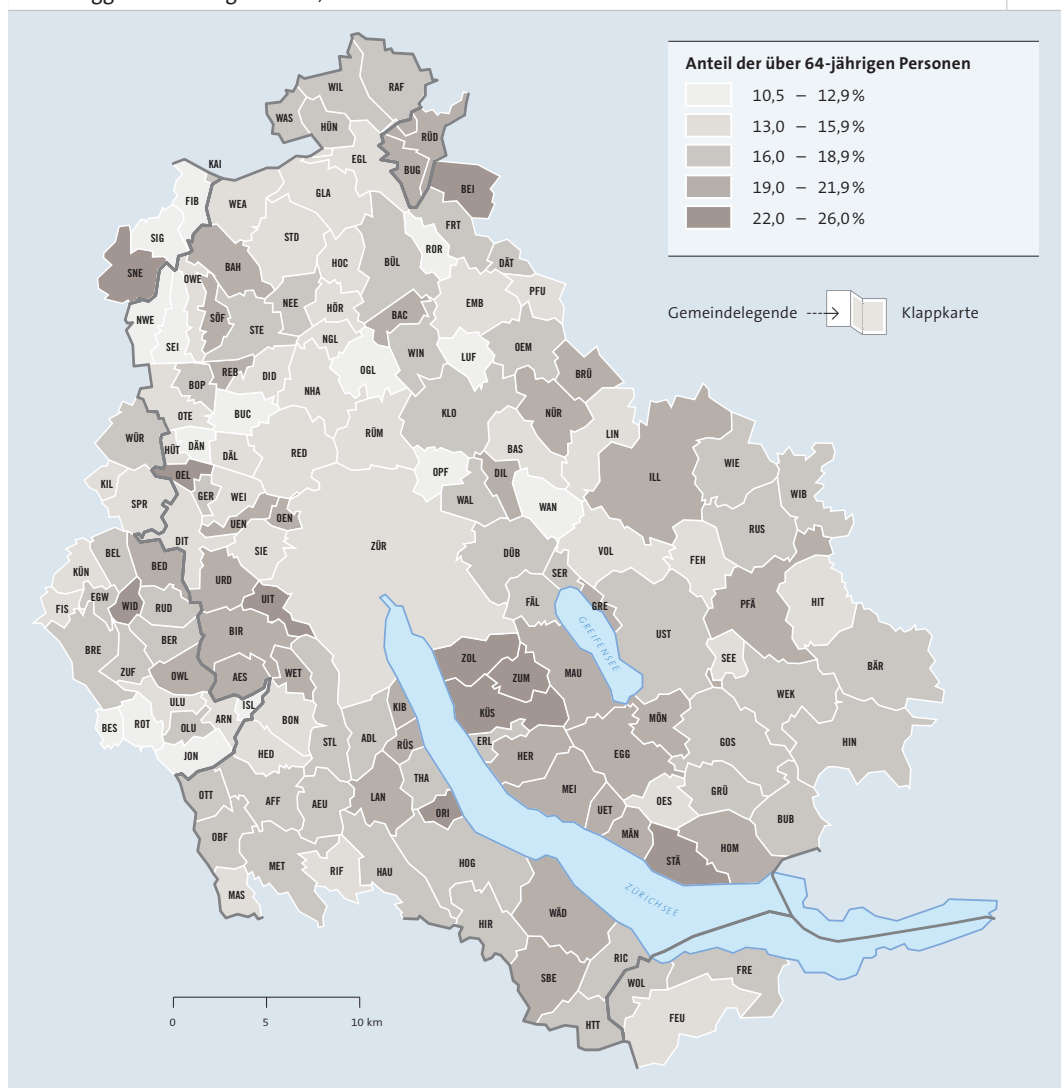 Anteil der über 64-jährigen Personen
10,5 – 12,9 %
13,0 – 15,9 %
16,0 – 18,9 %
19,0 – 21,9 %
22,0 – 26,0 %
Gemeindelegende
Klappkarte
WIL
RAF
WAS
HÜN
RÜD
KAI
EGL
BUG
BEI
FIB
WEA
GLA
SIG
STD
FRT
ROR
SNE
OWE
BAH
HOC
BÜL
DÄT
NWE
SÖF
NEE
HÖR
EMB
PFU
SEI
STE
BAC
NGL
WIN
LUF
OEM
BOP
REB
DID
NHA
OGL
BRÜ
OTE
BUC
KLO
NÜR
WÜR
HÜT
DÄN
DÄL
RED
RÜM
BAS
LIN
OEL
OPF
DIL
ILL
WIE
KIL
SPR
GER
WEI
WAL
WAN
WIB
UEN
OEN
RUS
DIT
SIE
ZÜR
DÜB
VOL
FEH
BEL
BED
KÜN
URD
SER
EGW
WID
RUD
UIT
FÄL
GRE
PFÄ
HIT
FIS
BIR
UST
BRE
BER
GREIFENSEE
ZUF
OWL
AES
WET
ZOL
ZUM
MAU
SEE
BÄR
ULU
ISL
KIB
KÜS
WEK
BES
ROT
OLU
ARN
BON
MÖN
JON
HED
STL
ADL
RÜS
ERL
HER
EGG
GOS
HIN
OTT
AFF
AEU
LAN
THA
MEI
GRÜ
OES
ORI
UET
BUB
OBF
MÄN
HOM
MET
RIF
HAU
HOG
STÄ
MAS
ZÜRICHSEE
HIR
WÄD
RIC
SBE
WOL
FRE
HTT
FEU
0 5 10 km